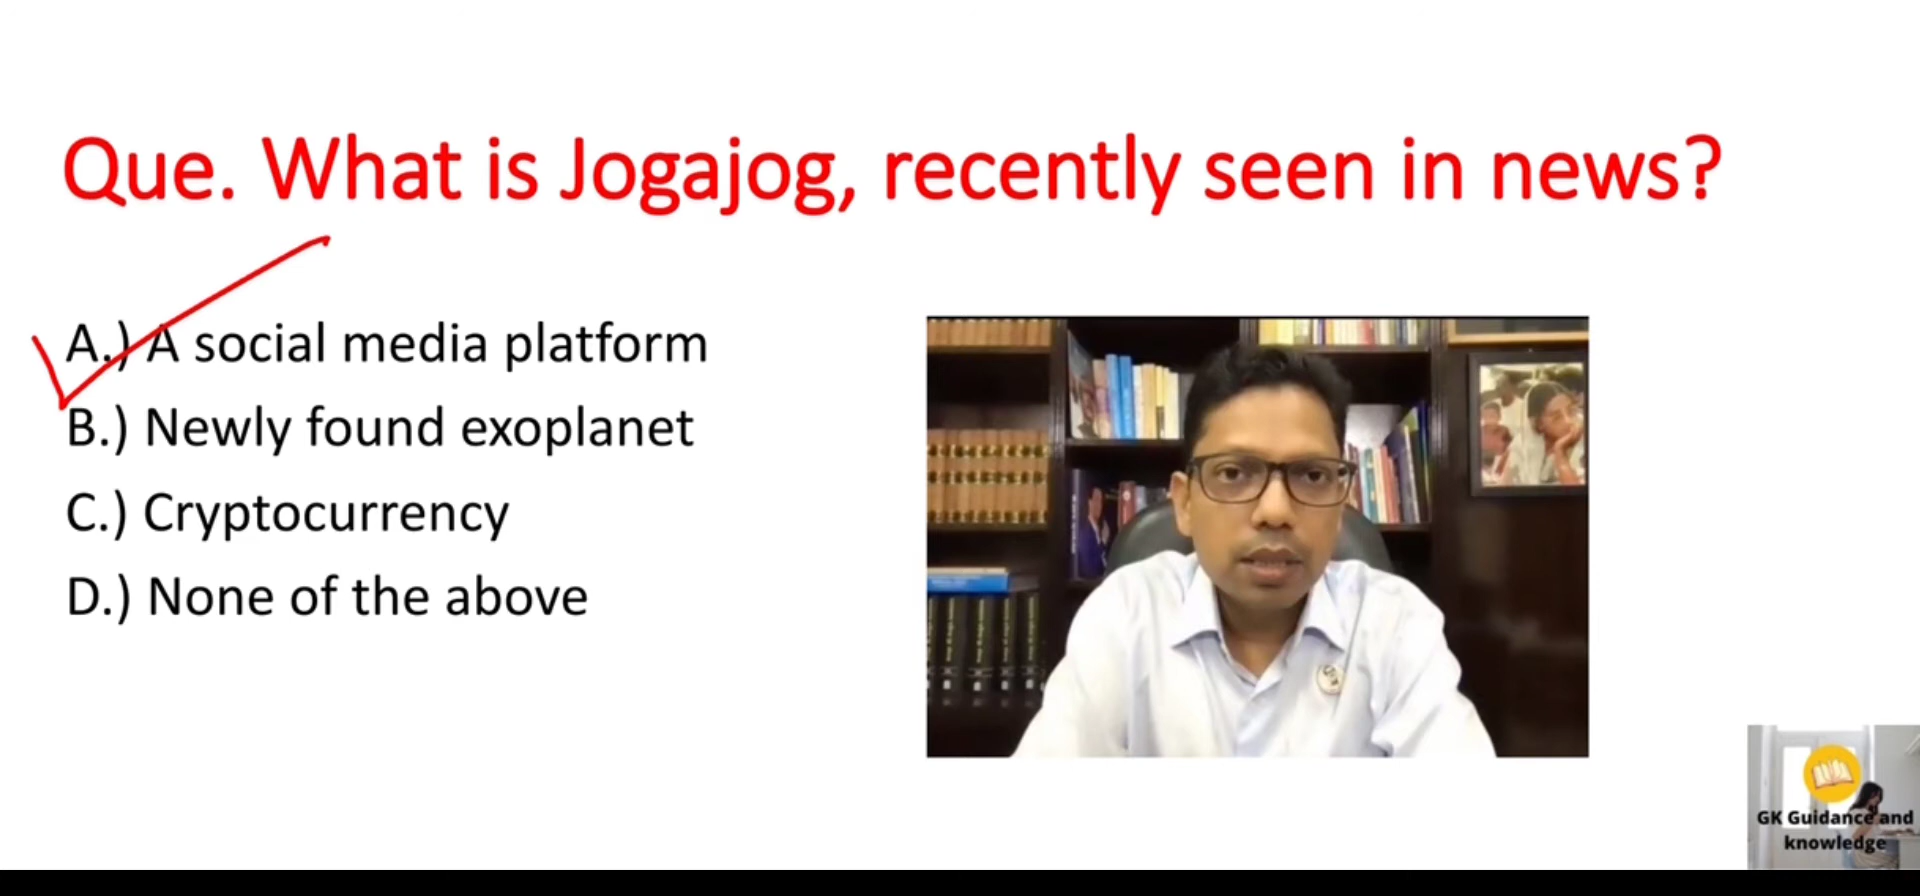 Que. What is Jogajog, recently seen in news?
A.) A social media platform
B.) Newly found exoplanet
C.) Cryptocurrency
D.) None of the above
GK Guidance and
knowledge